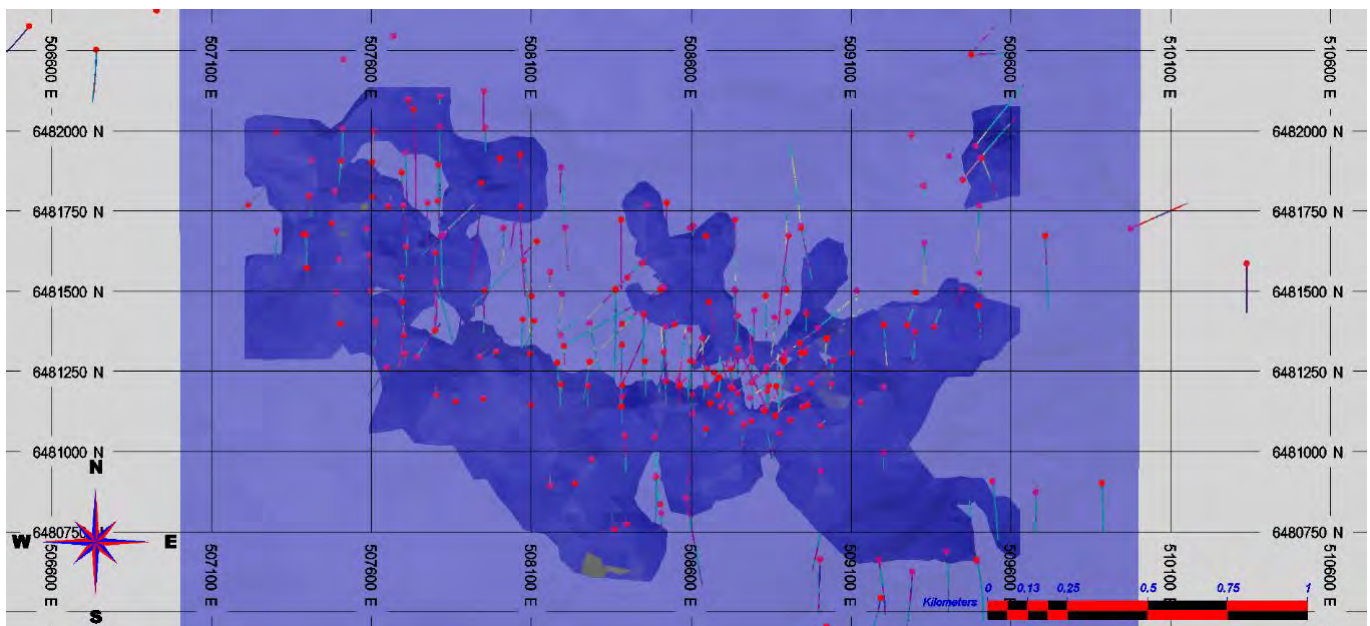 506600 E
507100 E
507600 E
508100 E
508600 E
509100 E
509600 E
510100 E
510600 E
6482000 N 6482000 N
6481750 N 6481750 N
6481500 N 6481500 N
6481250 N 6481250 N
6481000 N 6481000 N
6480750 N 6480750 N
N
W E
S
506600 E
507100 E
507600 E
508100 E
508600 E
509100 E
509600 E
510100 E
510600 E
0 0.13 0.25 0.5 0.75 1
Kilometers